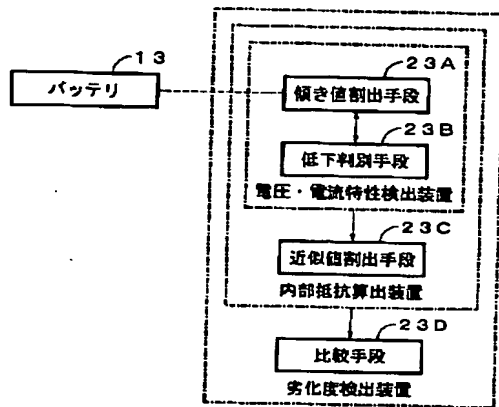 13
バッテリ
23A
傾き値割出手段
23B
低下判別手段
電圧・電流特性検出装置
23C
近似値割出手段
内部抵抗算出装置
23D
比較手段
劣化度検出装置